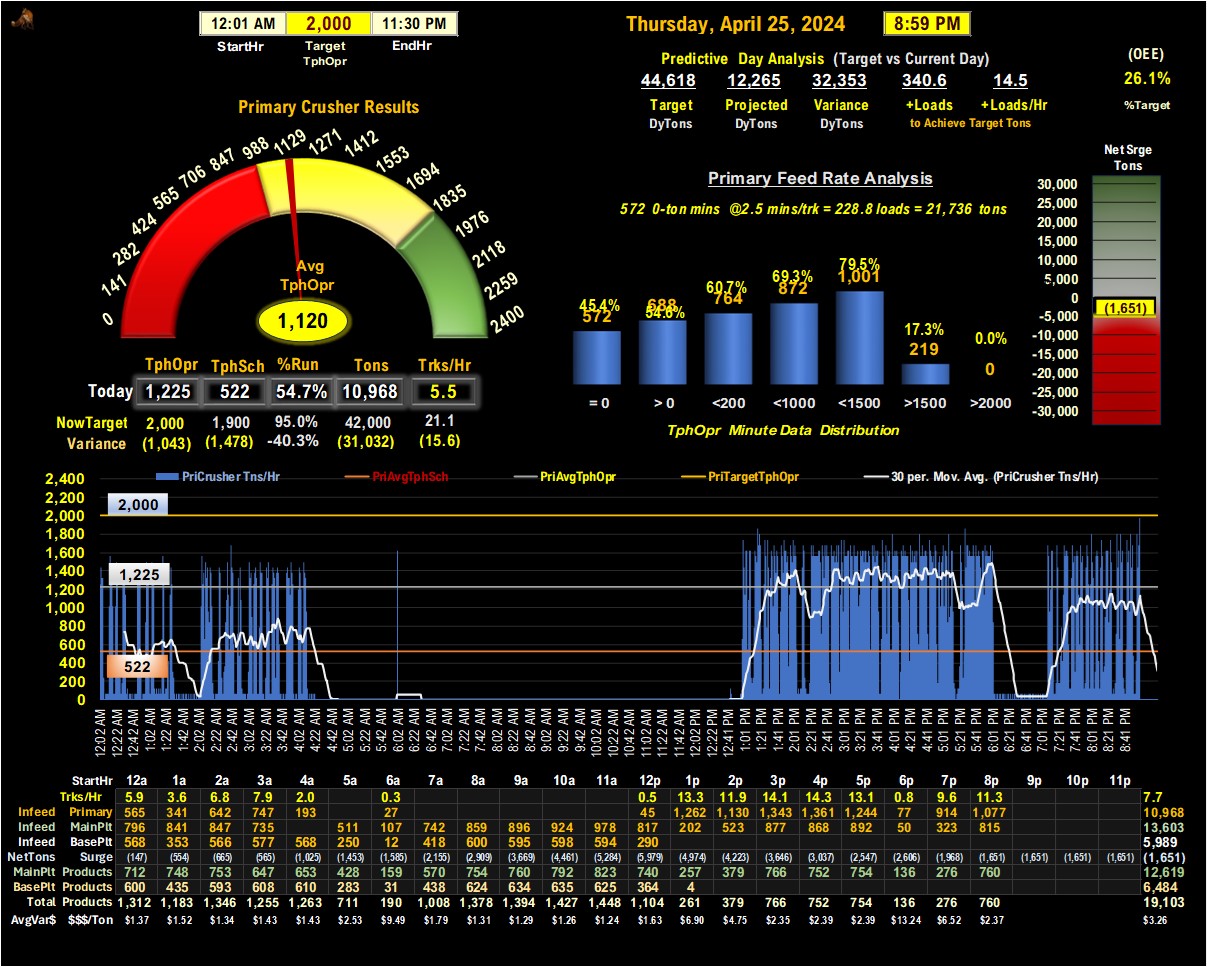 12:01 AM 2,000 11:30 PM
StartHr Target EndHr
TphOpr
Thursday, April 25, 2024 8:59 PM
Predictive Day Analysis (Target vs Current Day)
44,618 12,265 32,353 340.6 14.5
Target Projected Variance +Loads +Loads/Hr
DyTons DyTons DyTons to Achieve Target Tons
(OEE)
26.1%
%Target
Primary Crusher Results
0 141 282 424 565 706 847 988 1129 1271 1412 1553 1694 1835 1976 2118 2259 2400
Avg
TphOpr
1,120
TphOpr TphSch %Run Tons Trks/Hr
Today 1,225 522 54.7% 10,968 5.5
NowTarget 2,000 1,900 95.0% 42,000 21.1
Variance (1,043) (1,478) -40.3% (31,032) (15.6)
Primary Feed Rate Analysis
572 0-ton mins @2.5 mins/trk = 228.8 loads = 21,736 tons
45.4% 54.6% 60.7% 69.3% 79.5% 17.3% 0.0%
572 688 764 872 1,001 219 0
= 0 > 0 <200 <1000 <1500 >1500 >2000
TphOpr Minute Data Distribution
Net Srge
Tons
30,000
25,000
20,000
15,000
10,000
5,000
0
(1,651)
-5,000
-10,000
-15,000
-20,000
-25,000
-30,000
PriCrusher Tns/Hr PriAvgTphSch PriAvgTphOpr PriTargetTphOpr 30 per. Mov. Avg. (PriCrusher Tns/Hr)
2,400
2,200
2,000
1,800
1,600
1,400
1,200
1,000
800
600
400
200
0
2,000
1,225
522
12:02 AM 12:22 AM 12:42 AM 1:02 AM 1:22 AM 1:42 AM 2:02 AM 2:22 AM 2:42 AM 3:02 AM 3:22 AM 3:42 AM 4:02 AM 4:22 AM 4:42 AM 5:02 AM 5:22 AM 5:42 AM 6:02 AM 6:22 AM 6:42 AM 7:02 AM 7:22 AM 7:42 AM 8:02 AM 8:22 AM 8:42 AM 9:02 AM 9:22 AM 9:42 AM 10:02 AM 10:22 AM 10:42 AM 11:02 AM 11:22 AM 11:42 AM 12:02 PM 12:22 PM 12:41 PM 1:01 PM 1:21 PM 1:41 PM 2:01 PM 2:21 PM 2:41 PM 3:01 PM 3:21 PM 3:41 PM 4:01 PM 4:21 PM 4:41 PM 5:01 PM 5:21 PM 5:41 PM 6:01 PM 6:21 PM 6:41 PM 7:01 PM 7:21 PM 7:41 PM 8:01 PM 8:21 PM 8:41 PM
StartHr 12a 1a 2a 3a 4a 5a 6a 7a 8a 9a 10a 11a 12p 1p 2p 3p 4p 5p 6p 7p 8p 9p 10p 11p
Trks/Hr 5.9 3.6 6.8 7.9 2.0 0.3 0.5 13.3 11.9 14.1 14.3 13.1 0.8 9.6 11.3 7.7
Infeed Primary 565 341 642 747 193 27 45 1,262 1,130 1,343 1,361 1,244 77 914 1,077 10,968
Infeed MainPlt 796 841 847 735 511 107 742 859 896 924 978 817 202 523 877 868 892 50 323 815 13,603
Infeed BasePlt 568 353 566 577 568 250 12 418 600 595 598 594 290 5,989
NetTons Surge (147) (554) (665) (565) (1,025) (1,453) (1,585) (2,155) (2,909) (3,669) (4,461) (5,284) (5,979) (4,974) (4,223) (3,646) (3,037) (2,547) (2,606) (1,968) (1,651) (1,651) (1,651) (1,651) (1,651)
MainPlt Products 712 748 753 647 653 428 159 570 754 760 792 823 740 257 379 766 752 754 136 276 760 12,619
BasePlt Products 600 435 593 608 610 283 31 438 624 634 635 625 364 4 6,484
Total Products 1,312 1,183 1,346 1,255 1,263 711 190 1,008 1,378 1,394 1,427 1,448 1,104 261 379 766 752 754 136 276 760 19,103
AvgVar$ $$$/Ton $1.37 $1.52 $1.34 $1.43 $1.43 $2.53 $9.49 $1.79 $1.31 $1.29 $1.26 $1.24 $1.63 $6.90 $4.75 $2.35 $2.39 $2.39 $13.24 $6.52 $2.37 $3.26